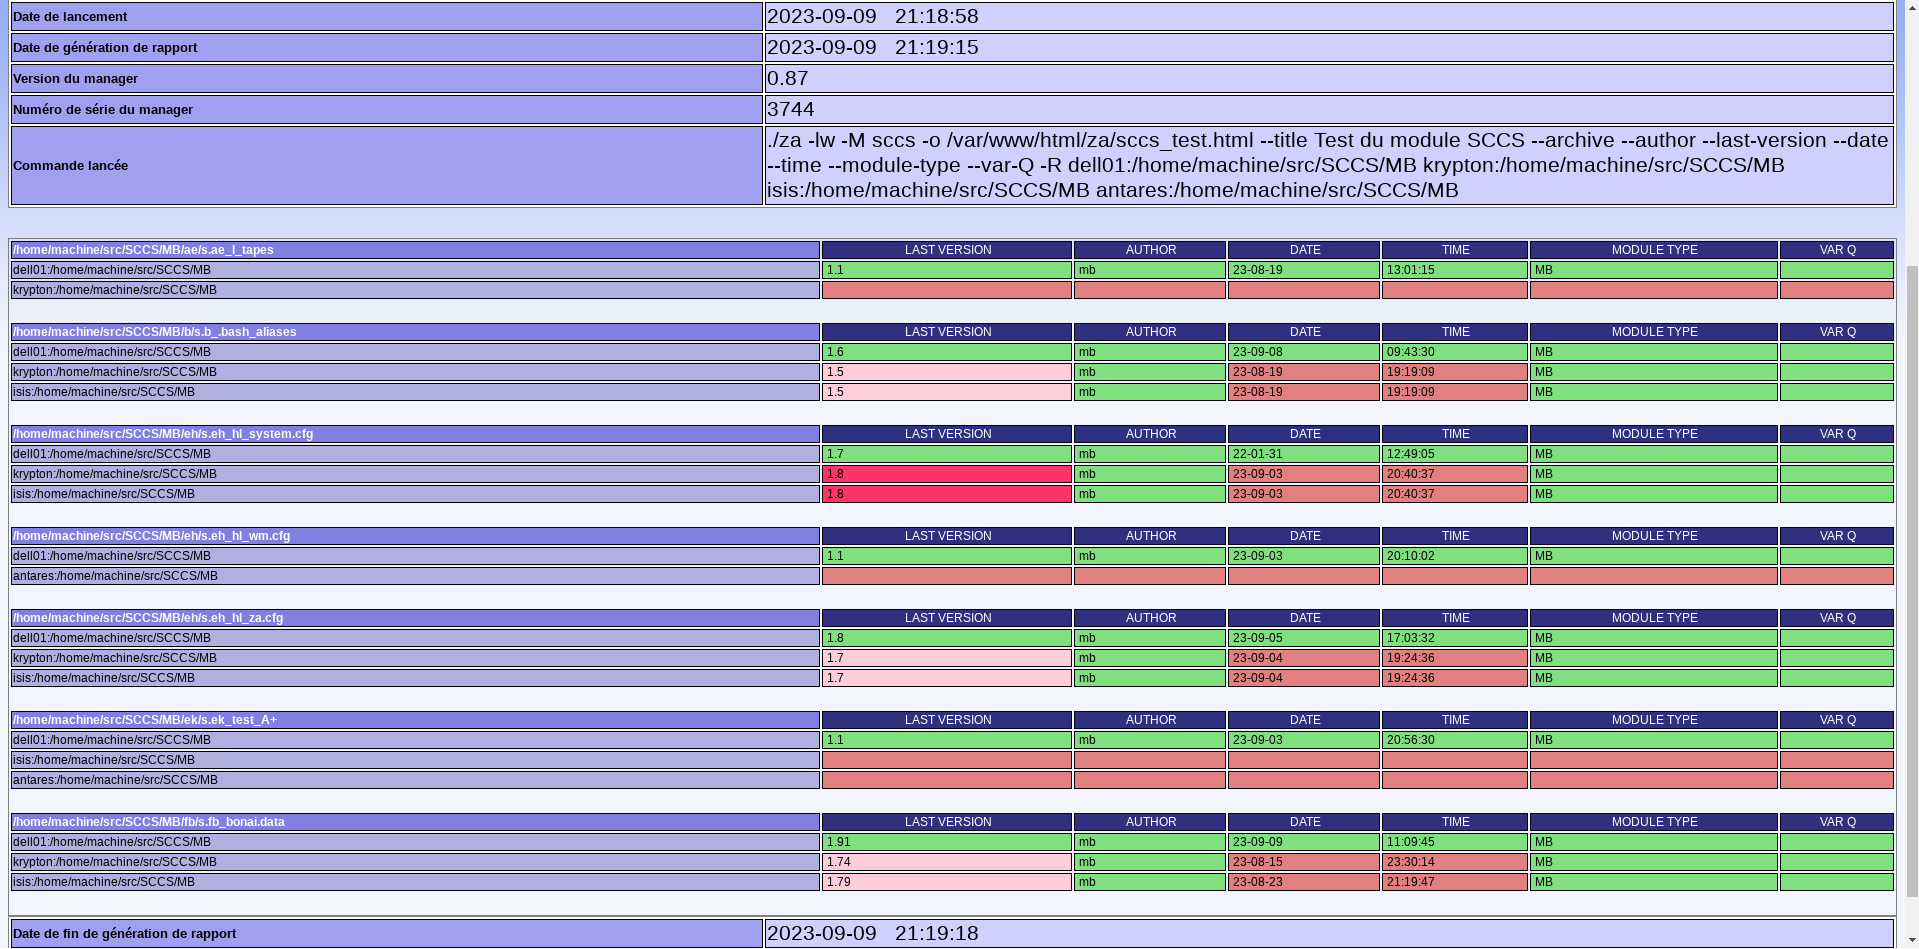 Date de lancement 2023-09-09 21:18:58
Date de génération de rapport 2023-09-09 21:19:15
Version du manager 0.87
Numéro de série du manager 3744
Commande lancée ./za -lw -M sccs -o /var/www/html/za/sccs_test.html --title Test du module SCCS --archive --author --last-version --date
--time --module-type --var-Q -R dell01:/home/machine/src/SCCS/MB krypton:/home/machine/src/SCCS/MB
isis:/home/machine/src/SCCS/MB antares:/home/machine/src/SCCS/MB
/home/machine/src/SCCS/MB/ae/s.ae_l_tapes LAST VERSION AUTHOR DATE TIME MODULE TYPE VAR Q
dell01:/home/machine/src/SCCS/MB 1.1 mb 23-08-19 13:01:15 MB
krypton:/home/machine/src/SCCS/MB
/home/machine/src/SCCS/MB/b/s.b_.bash_aliases LAST VERSION AUTHOR DATE TIME MODULE TYPE VAR Q
dell01:/home/machine/src/SCCS/MB 1.6 mb 23-09-08 09:43:30 MB
krypton:/home/machine/src/SCCS/MB 1.5 mb 23-08-19 19:19:09 MB
isis:/home/machine/src/SCCS/MB 1.5 mb 23-08-19 19:19:09 MB
/home/machine/src/SCCS/MB/eh/s.eh_hl_system.cfg LAST VERSION AUTHOR DATE TIME MODULE TYPE VAR Q
dell01:/home/machine/src/SCCS/MB 1.7 mb 22-01-31 12:49:05 MB
krypton:/home/machine/src/SCCS/MB 1.8 mb 23-09-03 20:40:37 MB
isis:/home/machine/src/SCCS/MB 1.8 mb 23-09-03 20:40:37 MB
/home/machine/src/SCCS/MB/eh/s.eh_hl_wm.cfg LAST VERSION AUTHOR DATE TIME MODULE TYPE VAR Q
dell01:/home/machine/src/SCCS/MB 1.1 mb 23-09-03 20:10:02 MB
antares:/home/machine/src/SCCS/MB
/home/machine/src/SCCS/MB/eh/s.eh_hl_za.cfg LAST VERSION AUTHOR DATE TIME MODULE TYPE VAR Q
dell01:/home/machine/src/SCCS/MB 1.8 mb 23-09-05 17:03:32 MB
krypton:/home/machine/src/SCCS/MB 1.7 mb 23-09-04 19:24:36 MB
isis:/home/machine/src/SCCS/MB 1.7 mb 23-09-04 19:24:36 MB
/home/machine/src/SCCS/MB/ek/s.ek_test_A+ LAST VERSION AUTHOR DATE TIME MODULE TYPE VAR Q
dell01:/home/machine/src/SCCS/MB 1.1 mb 23-09-03 20:56:30 MB
isis:/home/machine/src/SCCS/MB
antares:/home/machine/src/SCCS/MB
/home/machine/src/SCCS/MB/fb/s.fb_bonai.data LAST VERSION AUTHOR DATE TIME MODULE TYPE VAR Q
dell01:/home/machine/src/SCCS/MB 1.91 mb 23-09-09 11:09:45 MB
krypton:/home/machine/src/SCCS/MB 1.74 mb 23-08-15 23:30:14 MB
isis:/home/machine/src/SCCS/MB 1.79 mb 23-08-23 21:19:47 MB
Date de fin de génération de rapport 2023-09-09 21:19:18